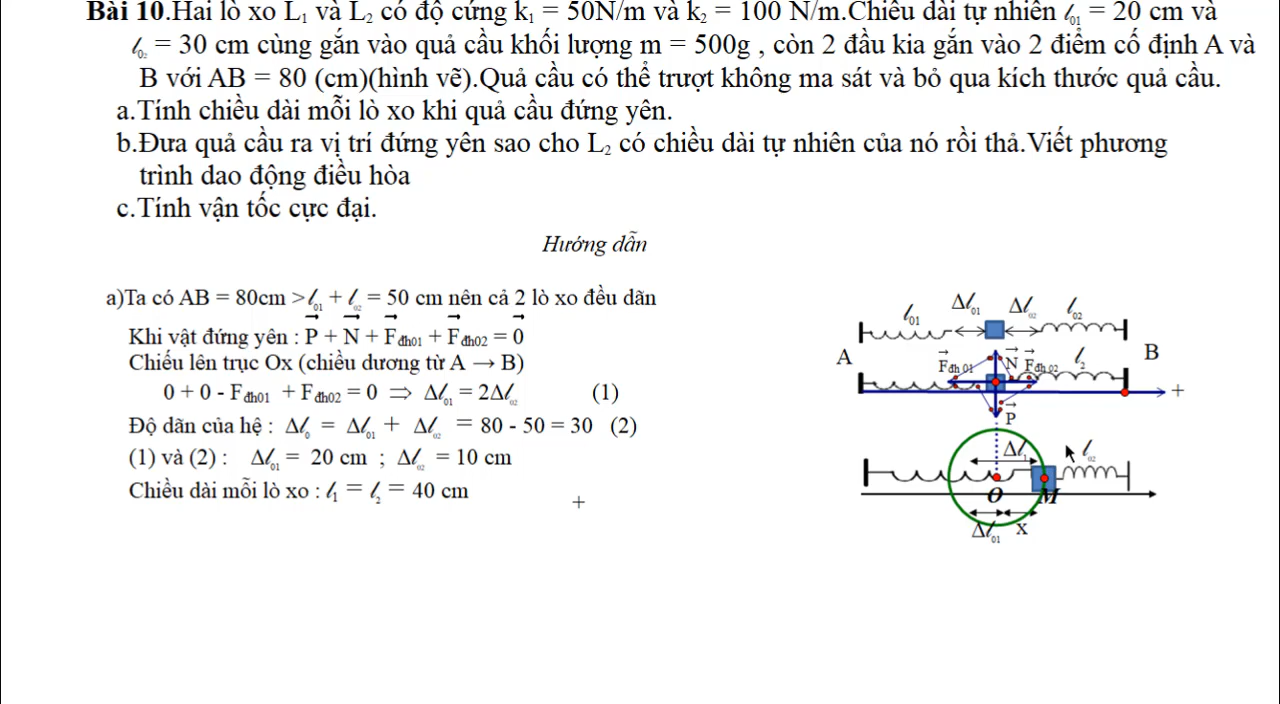 Bài 10.Hai lò xo L₁ và L₂ có độ cứng k₁ = 50N/m và k₂ = 100 N/m.Chiều dài tự nhiên ℓ₀₁ = 20 cm và
ℓ₀₂ = 30 cm cùng gắn vào quả cầu khối lượng m = 500g , còn 2 đầu kia gắn vào 2 điểm cố định A và
B với AB = 80 (cm)(hình vẽ).Quả cầu có thể trượt không ma sát và bỏ qua kích thước quả cầu.
a.Tính chiều dài mỗi lò xo khi quả cầu đứng yên.
b.Đưa quả cầu ra vị trí đứng yên sao cho L₂ có chiều dài tự nhiên của nó rồi thả.Viết phương
trình dao động điều hòa
c.Tính vận tốc cực đại.
Hướng dẫn
a)Ta có AB = 80cm > ℓ₀₁ + ℓ₀₂ = 50 cm nên cả 2 lò xo đều dãn
Khi vật đứng yên : P⃗ + N⃗ + F⃗đh01 + F⃗đh02 = 0⃗
Chiếu lên trục Ox (chiều dương từ A → B)
0 + 0 - Fđh01 + Fđh02 = 0 ⇒ Δℓ₀₁ = 2Δℓ₀₂ (1)
Độ dãn của hệ : Δℓ₀ = Δℓ₀₁ + Δℓ₀₂ = 80 - 50 = 30 (2)
(1) và (2) : Δℓ₀₁ = 20 cm ; Δℓ₀₂ = 10 cm
Chiều dài mỗi lò xo : ℓ₁ = ℓ₂ = 40 cm
+
ℓ₀₁ Δℓ₀₁ Δℓ₀₂ ℓ₀₂
A B
F⃗đh 01 N⃗ F⃗đh 02 ℓ₂
+
P⃗
Δℓ₁ ℓ₀₂
O M
Δℓ₀₁ x